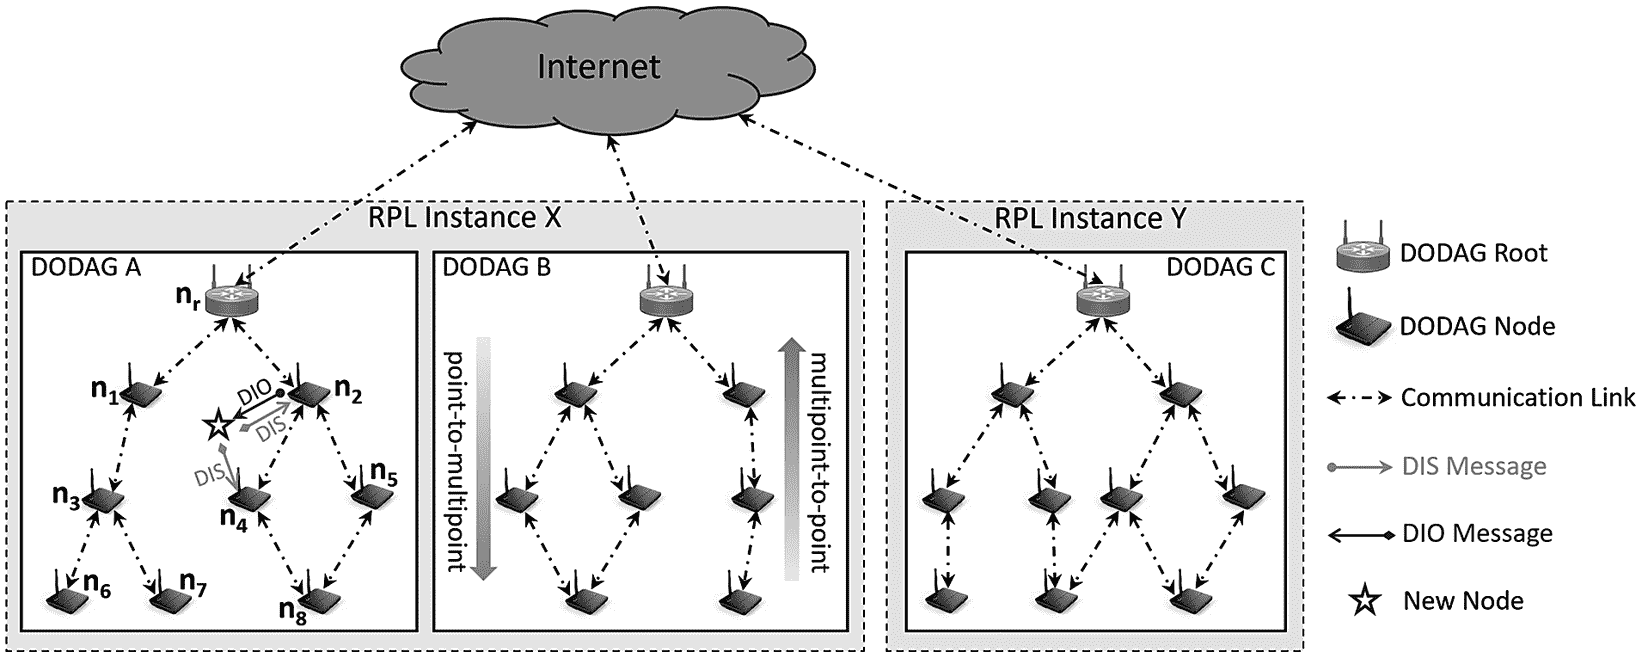 Internet
RPL Instance X
RPL Instance Y
DODAG A
DODAG B
DODAG C
nr
n1
n2
DIO
DIS
DIS
n3
n4
n5
n6
n7
n8
point-to-multipoint
multipoint-to-point
DODAG Root
DODAG Node
Communication Link
DIS Message
DIO Message
New Node